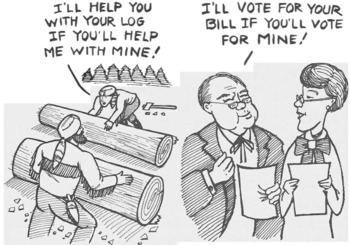 I'LL HELP YOU
WITH YOUR LOG
IF YOU'LL HELP
ME WITH MINE!
I'LL VOTE FOR YOUR
BILL IF YOU'LL VOTE
FOR MINE!